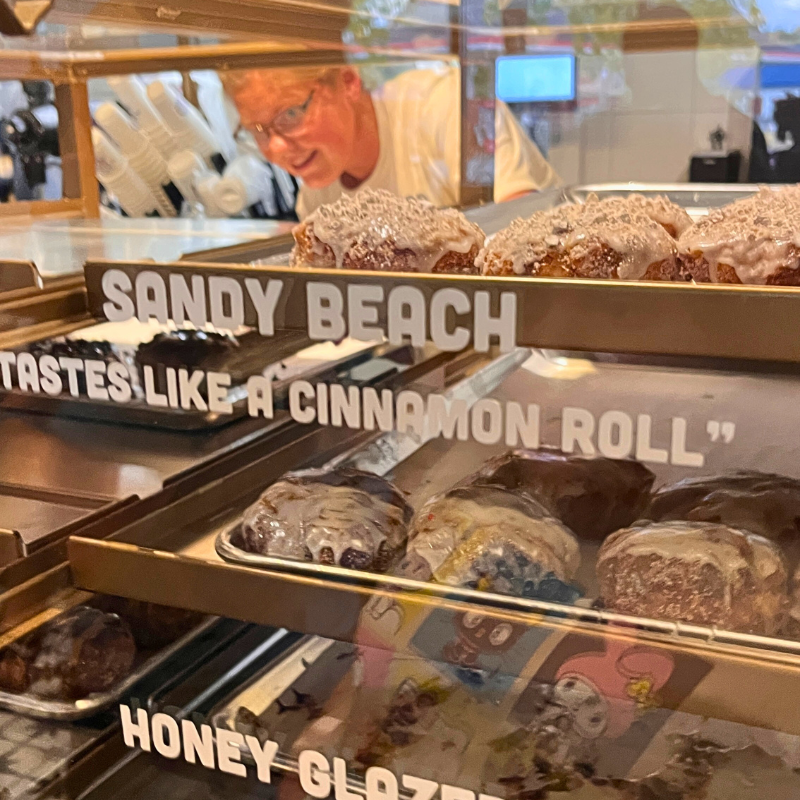 SANDY BEACH
TASTES LIKE A CINNAMON ROLL”
HONEY GLAZED